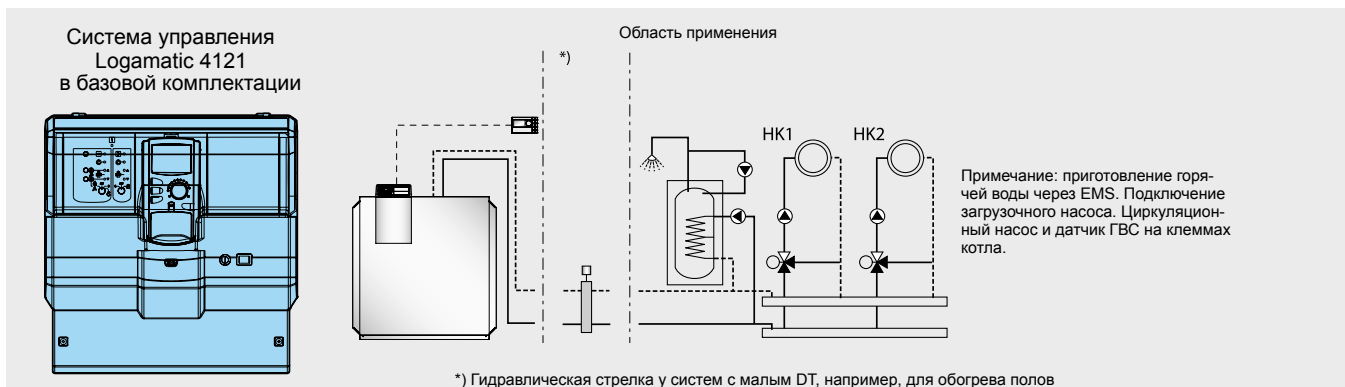 Система управления
Logamatic 4121
в базовой комплектации
Область применения
*)
HK1
HK2
Примечание: приготовление горя-
чей воды через EMS. Подключение
загрузочного насоса. Циркуляцион-
ный насос и датчик ГВС на клеммах
котла.
*) Гидравлическая стрелка у систем с малым DT, например, для обогрева полов